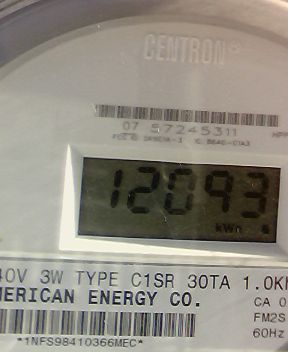 CENTRON®
07 57245311
12093
kWh
40V 3W TYPE C1SR 30TA 1.0K
MERICAN ENERGY CO.
CA 0
FM2S
60Hz
*1NFS98410366MEC*